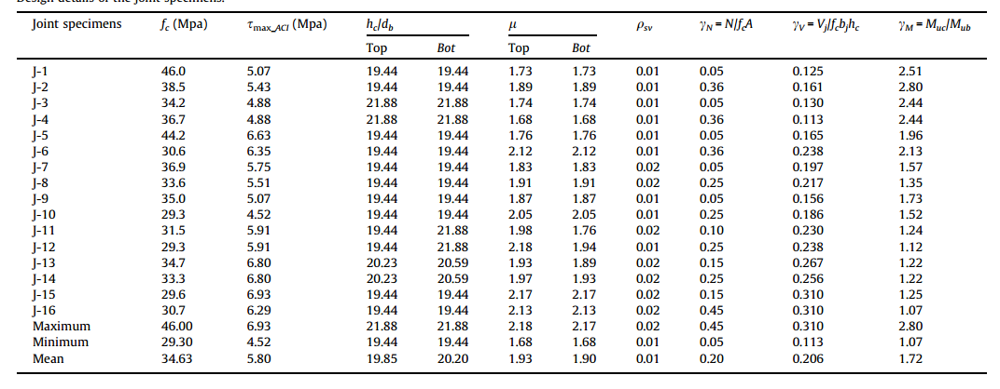 Design details of the joint specimens.
Joint specimens f_c (Mpa) τ_max_ACI (Mpa) h_c/d_b μ ρ_sv γ_N = N/f_cA γ_V = V_j/f_cb_jh_c γ_M = M_uc/M_ub
Top Bot Top Bot
J-1 46.0 5.07 19.44 19.44 1.73 1.73 0.01 0.05 0.125 2.51
J-2 38.5 5.43 19.44 19.44 1.89 1.89 0.01 0.36 0.161 2.80
J-3 34.2 4.88 21.88 21.88 1.74 1.74 0.01 0.05 0.130 2.44
J-4 36.7 4.88 21.88 21.88 1.68 1.68 0.01 0.36 0.113 2.44
J-5 44.2 6.63 19.44 19.44 1.76 1.76 0.01 0.05 0.165 1.96
J-6 30.6 6.35 19.44 19.44 2.12 2.12 0.01 0.36 0.238 2.13
J-7 36.9 5.75 19.44 19.44 1.83 1.83 0.02 0.05 0.197 1.57
J-8 33.6 5.51 19.44 19.44 1.91 1.91 0.02 0.25 0.217 1.35
J-9 35.0 5.07 19.44 19.44 1.87 1.87 0.01 0.05 0.156 1.73
J-10 29.3 4.52 19.44 19.44 2.05 2.05 0.01 0.25 0.186 1.52
J-11 31.5 5.91 19.44 21.88 1.98 1.76 0.02 0.10 0.230 1.24
J-12 29.3 5.91 19.44 21.88 2.18 1.94 0.01 0.25 0.238 1.12
J-13 34.7 6.80 20.23 20.59 1.93 1.89 0.02 0.15 0.267 1.22
J-14 33.3 6.80 20.23 20.59 1.97 1.93 0.02 0.25 0.256 1.22
J-15 29.6 6.93 19.44 19.44 2.17 2.17 0.02 0.15 0.310 1.25
J-16 30.7 6.29 19.44 19.44 2.13 2.13 0.02 0.45 0.310 1.07
Maximum 46.00 6.93 21.88 21.88 2.18 2.17 0.02 0.45 0.310 2.80
Minimum 29.30 4.52 19.44 19.44 1.68 1.68 0.01 0.05 0.113 1.07
Mean 34.63 5.80 19.85 20.20 1.93 1.90 0.01 0.20 0.206 1.72